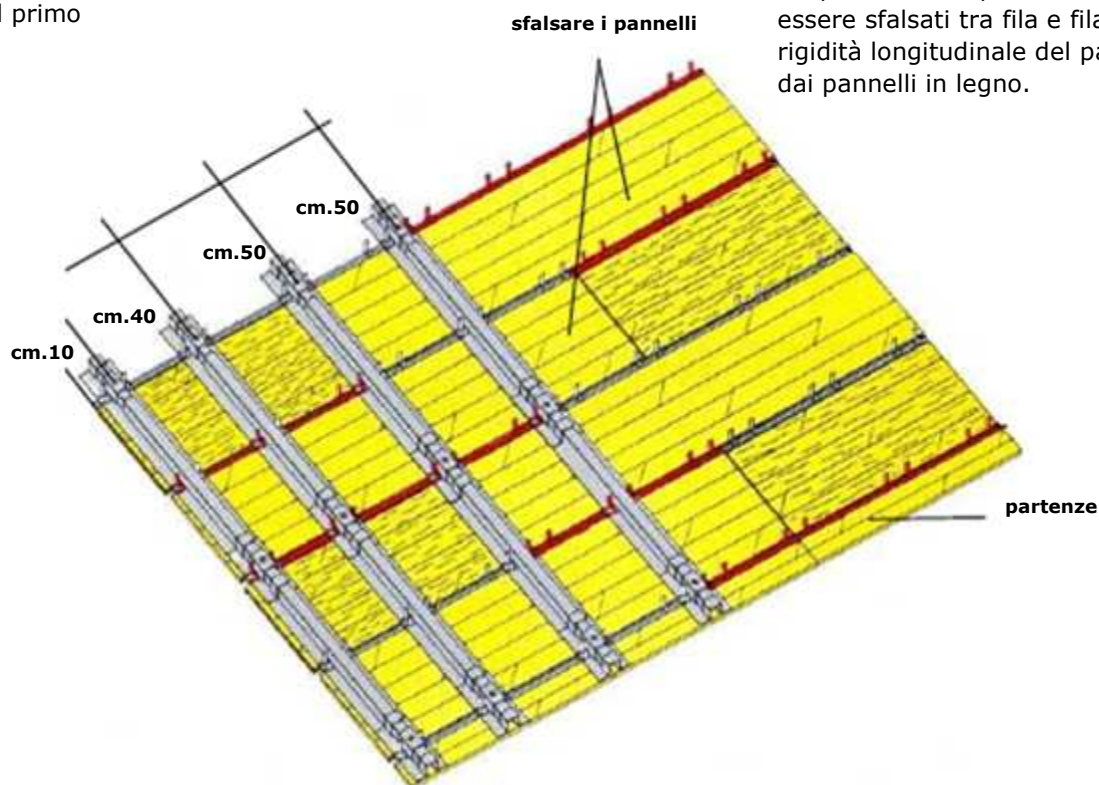 primo
sfalsare i pannelli
essere sfalsati tra fila e fila
rigidità longitudinale del
dai pannelli in legno.
cm.50
cm.50
cm.40
cm.10
partenze